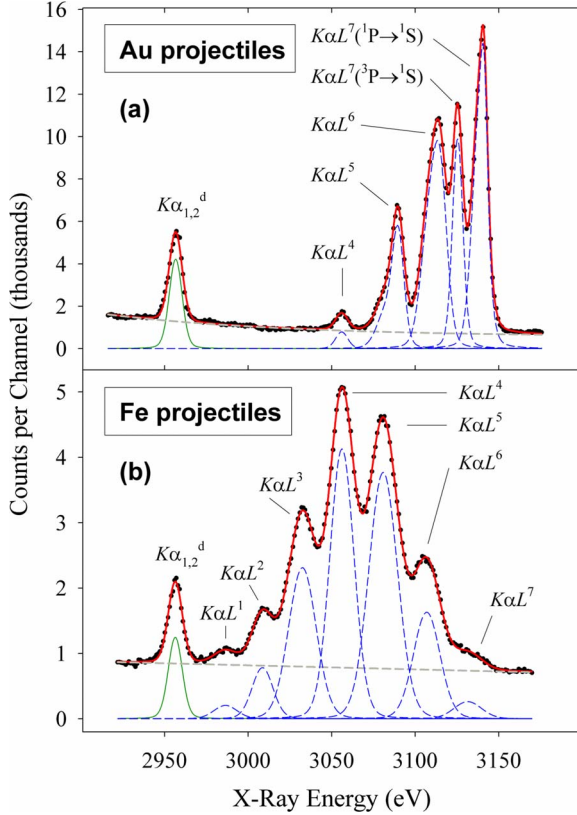 Au projectiles
(a)
KαL⁷(¹P→¹S)
KαL⁷(³P→¹S)
KαL⁶
KαL⁵
KαL⁴
Kα₁,₂ᵈ
16
14
12
10
8
6
4
2
0
Counts per Channel (thousands)
Fe projectiles
(b)
KαL⁴
KαL⁵
KαL⁶
KαL³
KαL²
KαL¹
Kα₁,₂ᵈ
KαL⁷
5
4
3
2
1
0
2950 3000 3050 3100 3150
X-Ray Energy (eV)